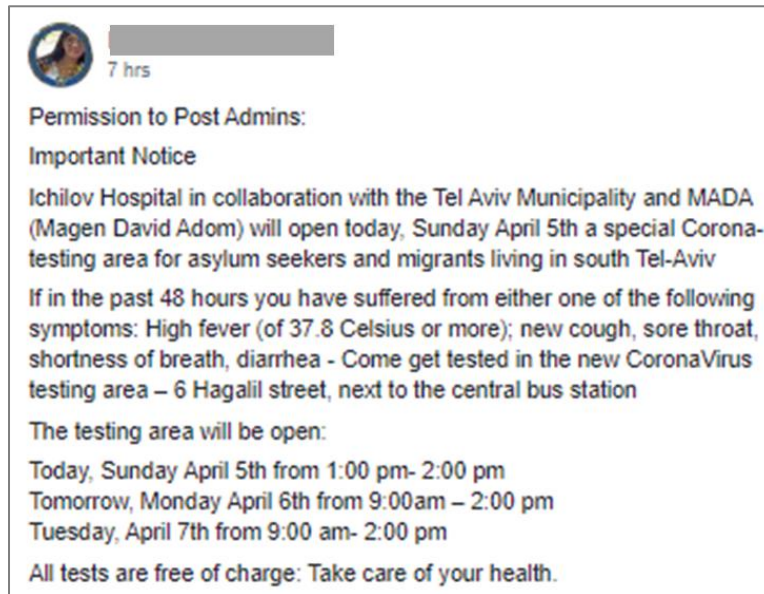 7 hrs
Permission to Post Admins:
Important Notice
Ichilov Hospital in collaboration with the Tel Aviv Municipality and MADA
(Magen David Adom) will open today, Sunday April 5th a special Corona-
testing area for asylum seekers and migrants living in south Tel-Aviv
If in the past 48 hours you have suffered from either one of the following
symptoms: High fever (of 37.8 Celsius or more); new cough, sore throat,
shortness of breath, diarrhea - Come get tested in the new CoronaVirus
testing area – 6 Hagalil street, next to the central bus station
The testing area will be open:
Today, Sunday April 5th from 1:00 pm- 2:00 pm
Tomorrow, Monday April 6th from 9:00am – 2:00 pm
Tuesday, April 7th from 9:00 am- 2:00 pm
All tests are free of charge: Take care of your health.